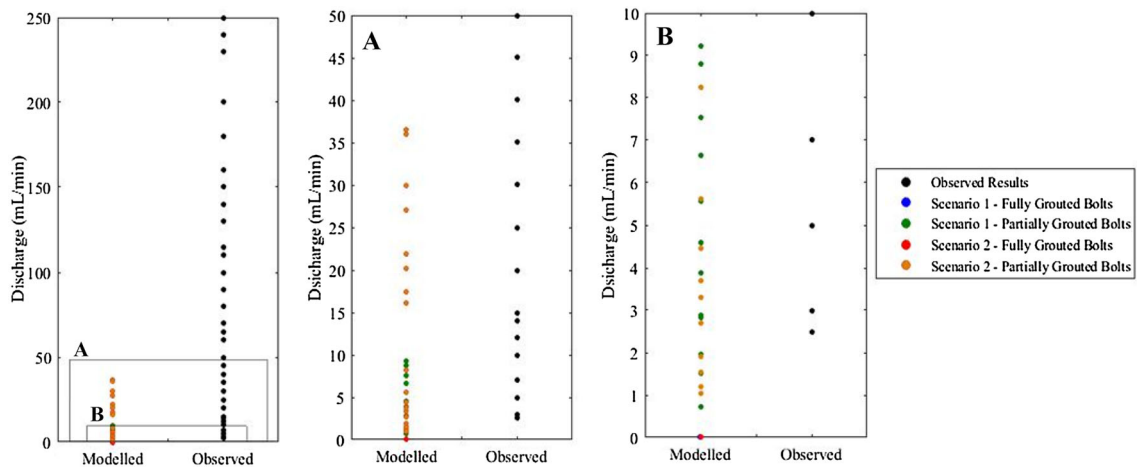 Discharge (mL/min)
250
200
150
100
50
0
A
B
Modelled
Observed
Dsicharge (mL/min)
50
45
40
35
30
25
20
15
10
5
0
A
Modelled
Observed
Dsicharge (mL/min)
10
9
8
7
6
5
4
3
2
1
0
B
Modelled
Observed
Observed Results
Scenario 1 - Fully Grouted Bolts
Scenario 1 - Partially Grouted Bolts
Scenario 2 - Fully Grouted Bolts
Scenario 2 - Partially Grouted Bolts